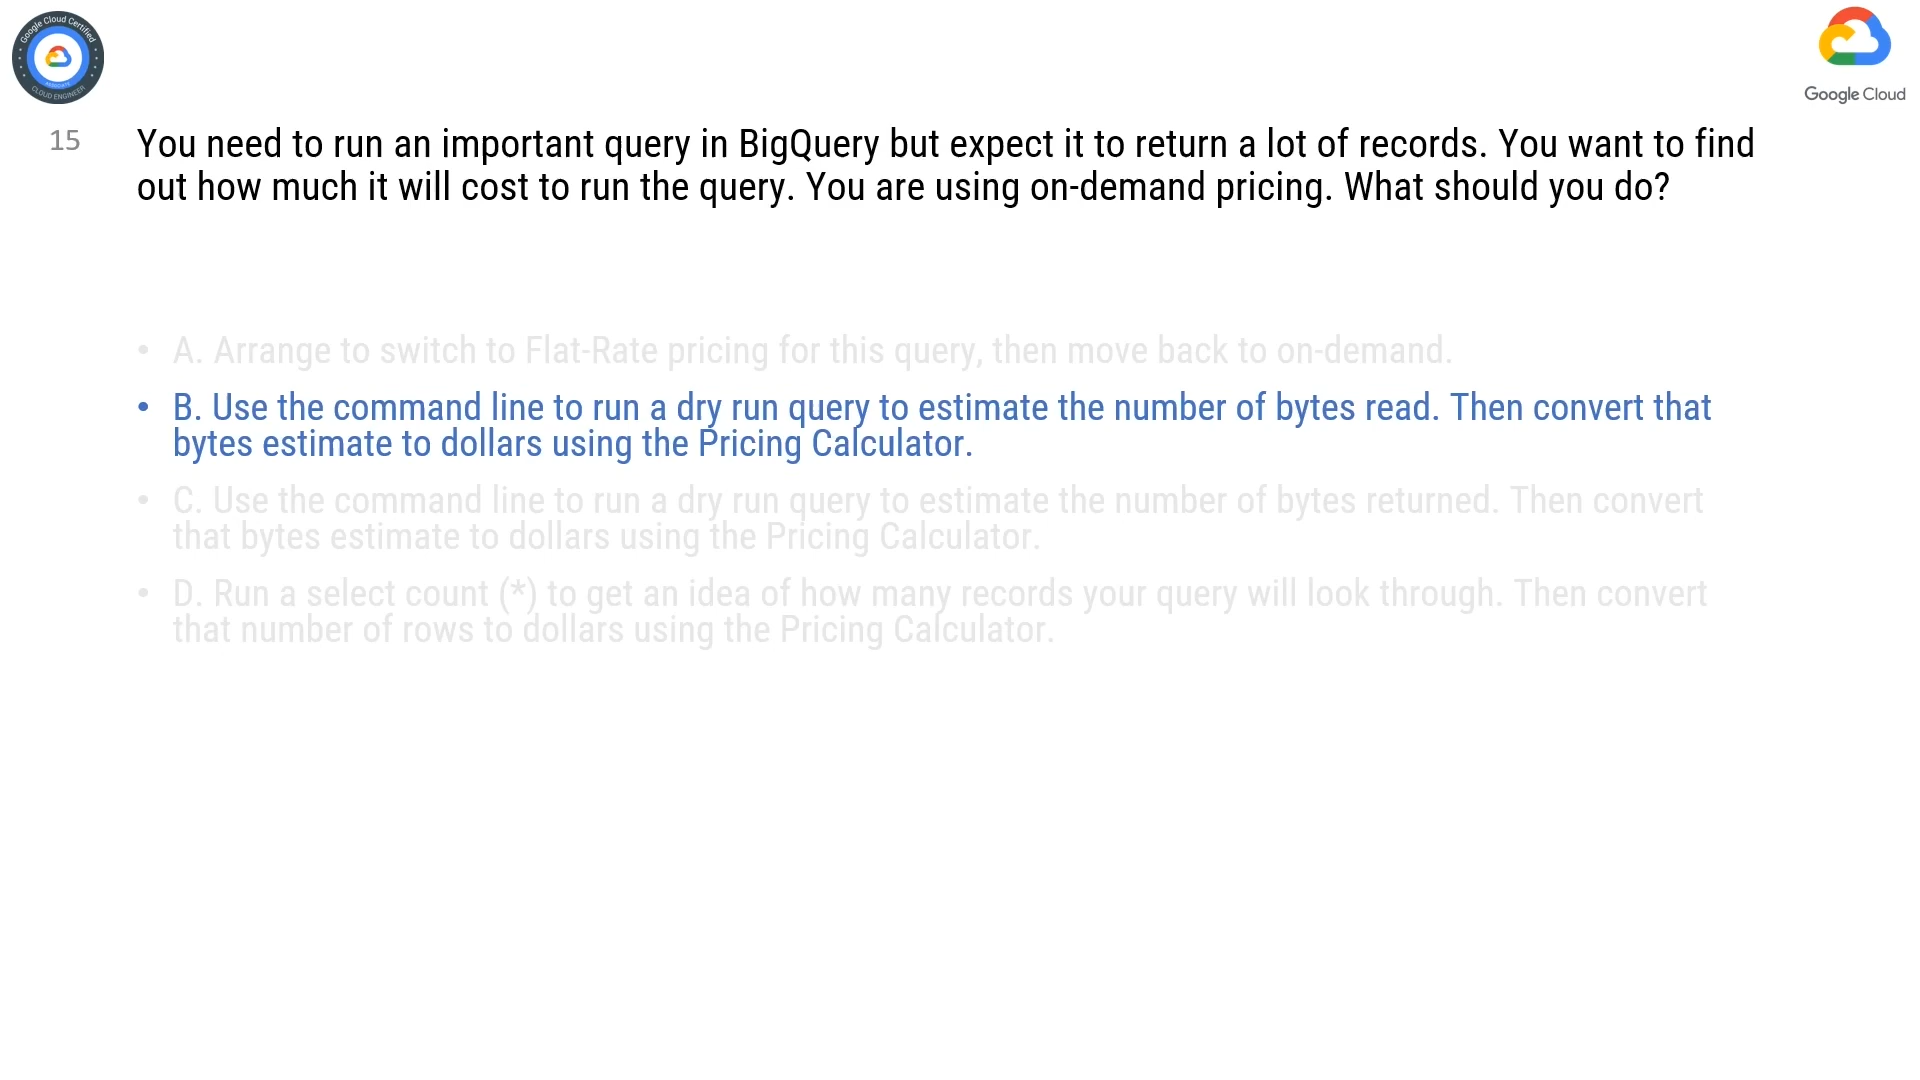 Google Cloud Certified
ASSOCIATE
CLOUD ENGINEER
Google Cloud
15
You need to run an important query in BigQuery but expect it to return a lot of records. You want to find
out how much it will cost to run the query. You are using on-demand pricing. What should you do?
• A. Arrange to switch to Flat-Rate pricing for this query, then move back to on-demand.
• B. Use the command line to run a dry run query to estimate the number of bytes read. Then convert that
bytes estimate to dollars using the Pricing Calculator.
• C. Use the command line to run a dry run query to estimate the number of bytes returned. Then convert
that bytes estimate to dollars using the Pricing Calculator.
• D. Run a select count (*) to get an idea of how many records your query will look through. Then convert
that number of rows to dollars using the Pricing Calculator.